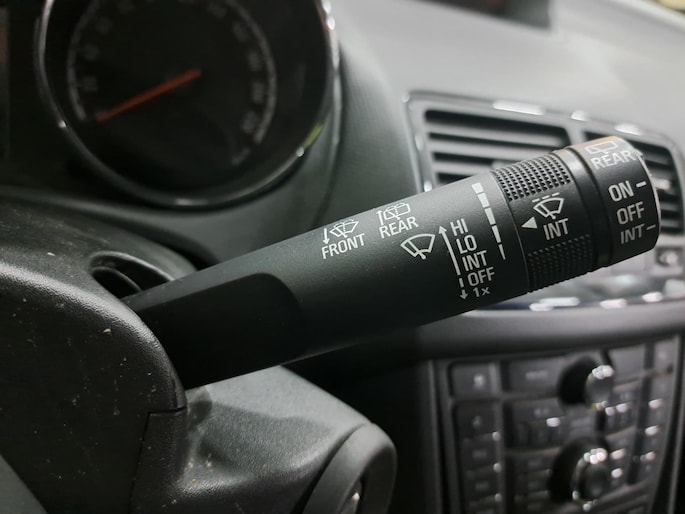 FRONT
REAR
HI
LO
INT
OFF
1x
INT
REAR
ON
OFF
INT